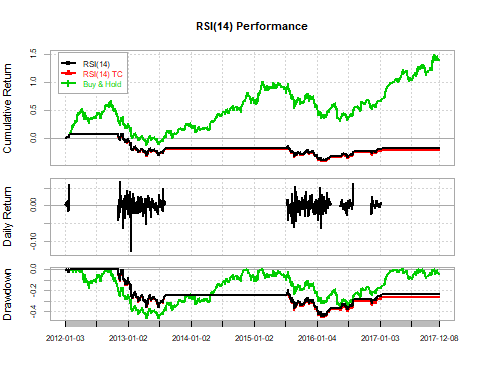 RSI(14) Performance
Cumulative Return
1.5
1.0
0.5
0.0
RSI(14)
RSI(14) TC
Buy & Hold
Daily Return
0.00
-0.10
Drawdown
0.0
-0.2
-0.4
2012-01-03 2013-01-02 2014-01-02 2015-01-02 2016-01-04 2017-01-03 2017-12-08